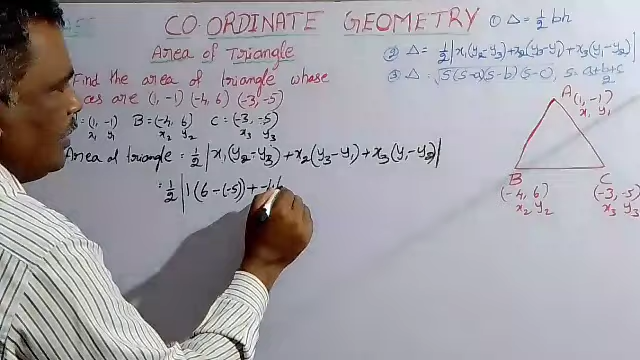 CO-ORDINATE GEOMETRY
Area of Triangle
① Δ = 1/2 bh
② Δ = 1/2 |x₁(y₂-y₃)+x₂(y₃-y₁)+x₃(y₁-y₂)|
③ Δ = √S(S-a)(S-b)(S-c), S = a+b+c/2
Find the area of triangle whose
ces are (1, -1) (-4, 6) (-3, -5)
= (1, -1) B = (-4, 6) C = (-3, -5)
x₁ y₁ x₂ y₂ x₃ y₃
Area of triangle = 1/2 |x₁(y₂-y₃)+x₂(y₃-y₁)+x₃(y₁-y₂)|
= 1/2 |1(6-(-5))+-4(
A (1, -1)
x₁ y₁
B
(-4, 6)
x₂ y₂
C
(-3, -5)
x₃ y₃